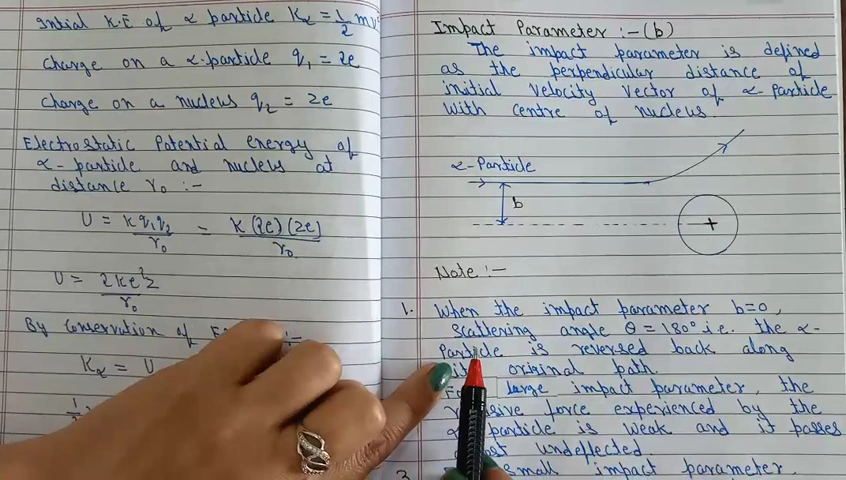 Intial K.E of α particle Kα = 1/2 mv
charge on a α-particle q1 = 2e
charge on a nucleus q2 = Ze
Electrostatic Potential energy of
α-particle and nucleus at
distance r0 :-
U = K q1q2/r0 = K (2e)(Ze)/r0
U = 2Ke²Z/r0
By Conservation of
Kα = U
Impact Parameter :- (b)
The impact parameter is defined
as the perpendicular distance of
initial velocity vector of α-particle
with centre of nucleus.
α-Particle
b
+
Note :-
1. When the impact parameter b=0,
Scattering angle θ = 180° i.e. the α-
Particle is reversed back along
original path.
large impact parameter, the
force experienced by the
particle is weak and it passes
undeflected.
3. small impact parameter.